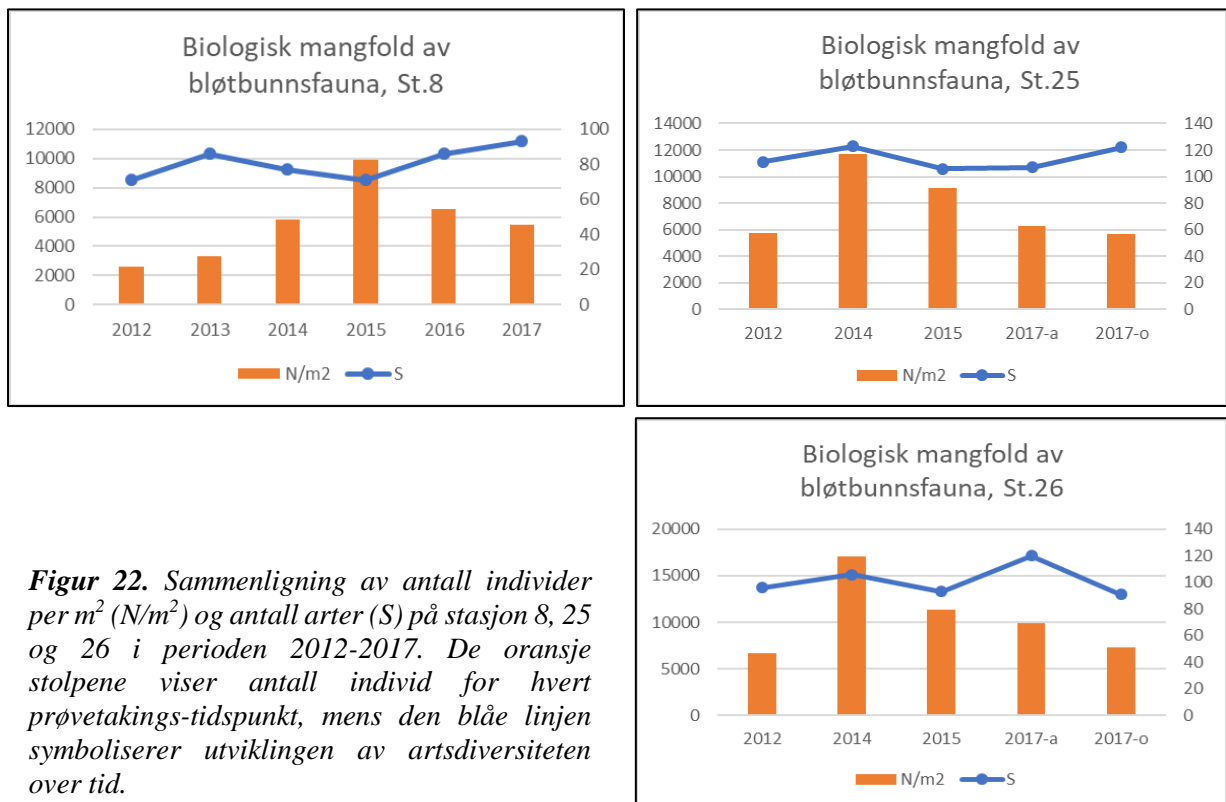 Biologisk mangfold av
bløtbunnsfauna, St.8
12000
10000
8000
6000
4000
2000
0
100
80
60
40
20
0
2012 2013 2014 2015 2016 2017
N/m2 S
Biologisk mangfold av
bløtbunnsfauna, St.25
14000
12000
10000
8000
6000
4000
2000
0
140
120
100
80
60
40
20
0
2012 2014 2015 2017-a 2017-o
N/m2 S
Biologisk mangfold av
bløtbunnsfauna, St.26
20000
15000
10000
5000
0
140
120
100
80
60
40
20
0
2012 2014 2015 2017-a 2017-o
N/m2 S
Figur 22. Sammenligning av antall individer
per m² (N/m²) og antall arter (S) på stasjon 8, 25
og 26 i perioden 2012-2017. De oransje
stolpene viser antall individ for hvert
prøvetakings-tidspunkt, mens den blåe linjen
symboliserer utviklingen av artsdiversiteten
over tid.